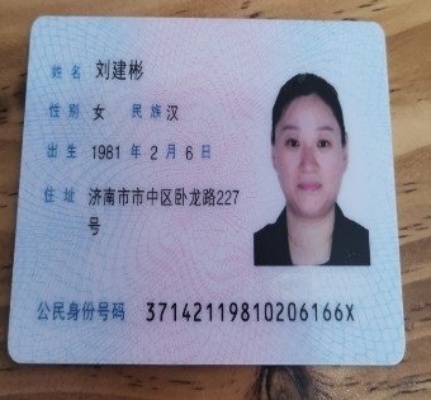 姓名 刘建彬
性别 女 民族 汉
出生 1981 年 2 月 6 日
住址 济南市市中区卧龙路227
号
公民身份号码 37142119810206166X